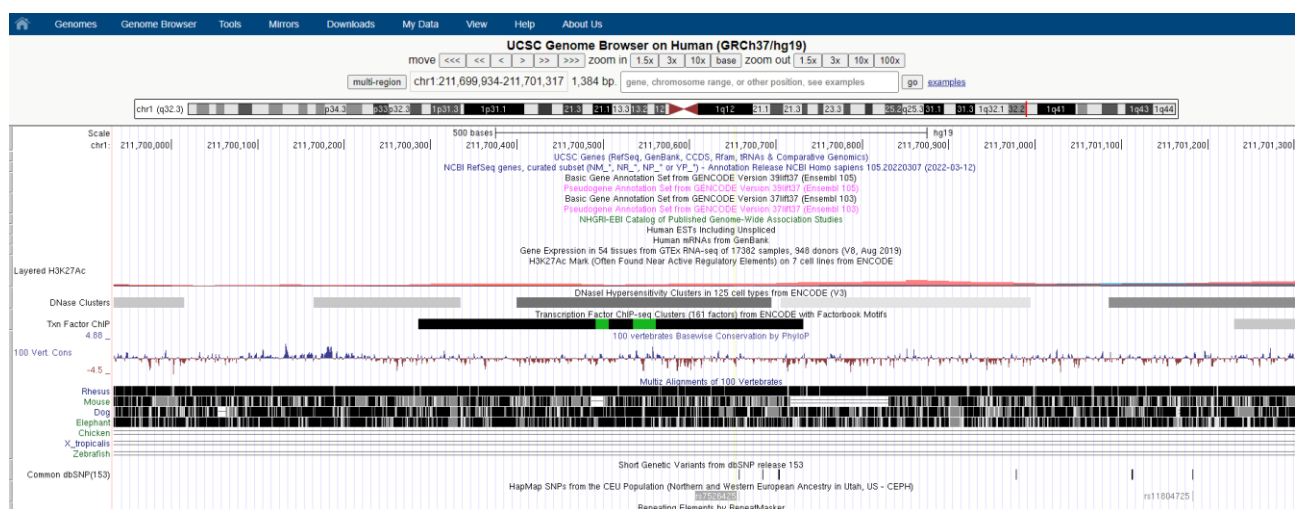 Genomes Genome Browser Tools Mirrors Downloads My Data View Help About Us
UCSC Genome Browser on Human (GRCh37/hg19)
move <<< << < > >> >>> zoom in 1.5x 3x 10x base zoom out 1.5x 3x 10x 100x
multi-region chr1:211,699,934-211,701,317 1,384 bp. gene, chromosome range, or other position, see examples go examples
chr1 (q32.3) p34.3 p33 p32.3 1p31.3 1p31.1 21.3 21.1 13.3 13.2 12 1q12 21.1 21.3 23.3 25.2 q25.3 31.1 31.3 1q32.1 32.2 1q41 1q43 1q44
Scale 500 bases hg19
chr1: 211,700,000 211,700,100 211,700,200 211,700,300 211,700,400 211,700,500 211,700,600 211,700,700 211,700,800 211,700,900 211,701,000 211,701,100 211,701,200 211,701,300
UCSC Genes (RefSeq, GenBank, CCDS, Rfam, tRNAs & Comparative Genomics)
NCBI RefSeq genes, curated subset (NM_*, NR_*, NP_* or YP_*) - Annotation Release NCBI Homo sapiens 105.20220307 (2022-03-12)
Basic Gene Annotation Set from GENCODE Version 39lift37 (Ensembl 105)
Pseudogene Annotation Set from GENCODE Version 39lift37 (Ensembl 105)
Basic Gene Annotation Set from GENCODE Version 37lift37 (Ensembl 103)
Pseudogene Annotation Set from GENCODE Version 37lift37 (Ensembl 103)
NHGRI-EBI Catalog of Published Genome-Wide Association Studies
Human ESTs Including Unspliced
Human mRNAs from GenBank
Gene Expression in 54 tissues from GTEx RNA-seq of 17382 samples, 948 donors (V8, Aug 2019)
H3K27Ac Mark (Often Found Near Active Regulatory Elements) on 7 cell lines from ENCODE
Layered H3K27Ac
DNaseI Hypersensitivity Clusters in 125 cell types from ENCODE (V3)
DNase Clusters
Transcription Factor ChIP-seq Clusters (161 factors) from ENCODE with Factorbook Motifs
Txn Factor ChIP
4.88 _
100 vertebrates Basewise Conservation by PhyloP
100 Vert. Cons
-4.5 _
Multiz Alignments of 100 Vertebrates
Rhesus
Mouse
Dog
Elephant
Chicken
X_tropicalis
Zebrafish
Short Genetic Variants from dbSNP release 153
Common dbSNP(153)
HapMap SNPs from the CEU Population (Northern and Western European Ancestry in Utah, US - CEPH)
rs7526425 rs11804725
Repeating Elements by RepeatMasker